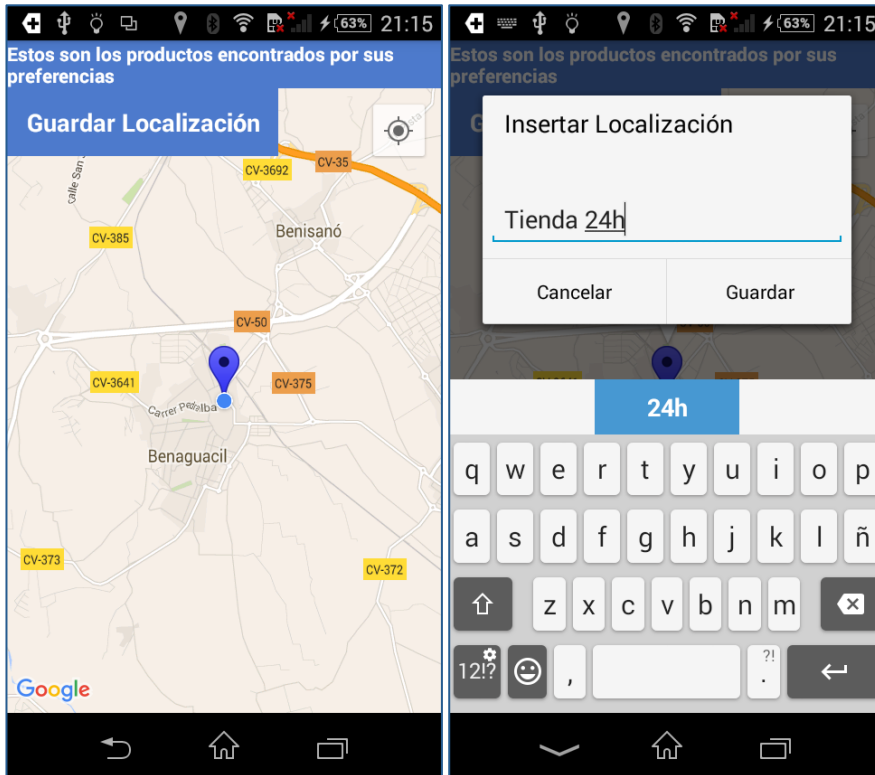 63% 21:15
Estos son los productos encontrados por sus
preferencias
Guardar Localización
Calle San
CV-3692
CV-35
CV-385
Benisanó
CV-50
CV-3641
CV-375
Carrer Pedralba
Benaguacil
CV-373
CV-372
Google
63% 21:15
Estos son los productos encontrados por sus
preferencias
G
Insertar Localización
Tienda 24h
Cancelar Guardar
24h
q w e r t y u i o p
a s d f g h j k l ñ
z x c v b n m
12!? , ?! .